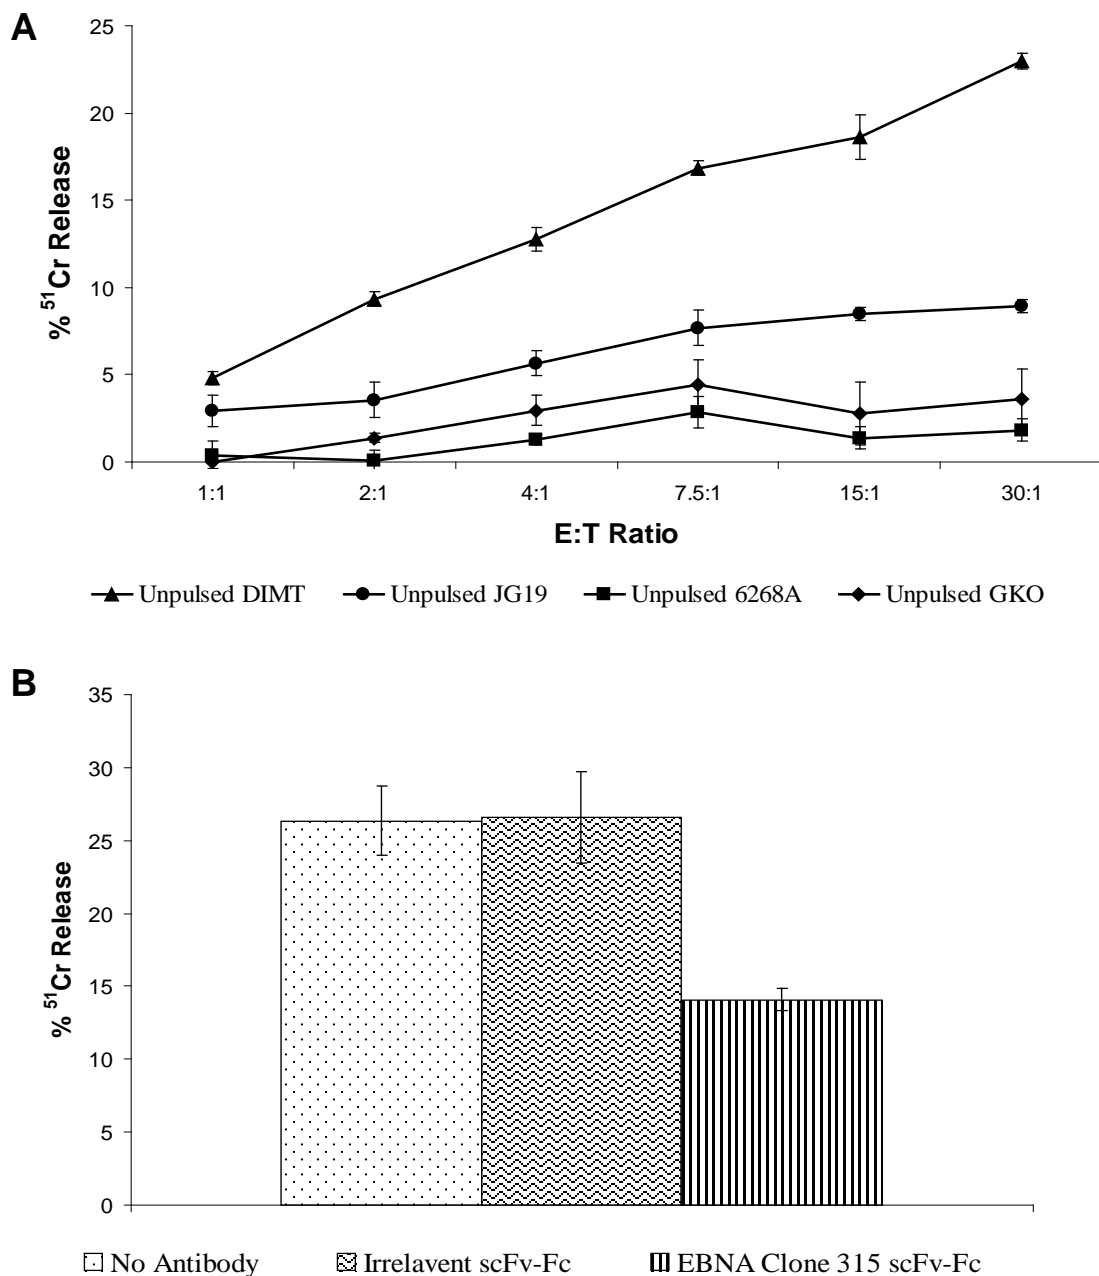 A
25
20
15
10
5
0
% 51Cr Release
1:1 2:1 4:1 7.5:1 15:1 30:1
E:T Ratio
Unpulsed DIMT Unpulsed JG19 Unpulsed 6268A Unpulsed GKO
B
35
30
25
20
15
10
5
0
% 51Cr Release
No Antibody Irrelavent scFv-Fc EBNA Clone 315 scFv-Fc